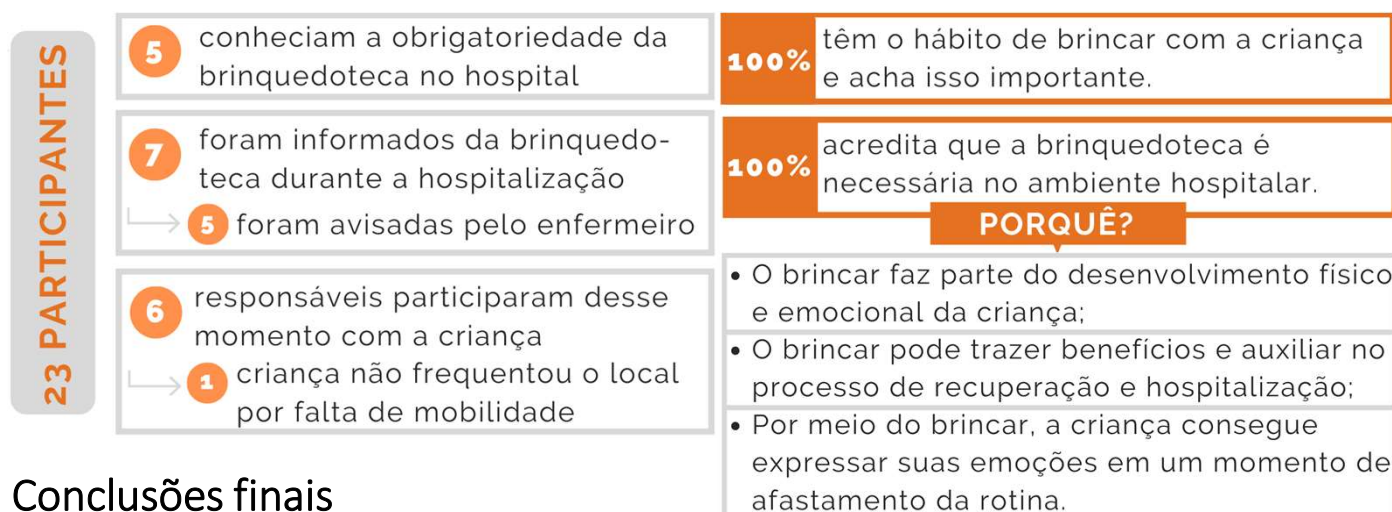 23 PARTICIPANTES
5
conheciam a obrigatoriedade da
brinquedoteca no hospital
7
foram informados da brinquedo-
teca durante a hospitalização
5
foram avisadas pelo enfermeiro
6
responsáveis participaram desse
momento com a criança
1
criança não frequentou o local
por falta de mobilidade
100%
têm o hábito de brincar com a criança
e acha isso importante.
100%
acredita que a brinquedoteca é
necessária no ambiente hospitalar.
PORQUÊ?
• O brincar faz parte do desenvolvimento físico
e emocional da criança;
• O brincar pode trazer benefícios e auxiliar no
processo de recuperação e hospitalização;
• Por meio do brincar, a criança consegue
expressar suas emoções em um momento de
afastamento da rotina.
Conclusões finais